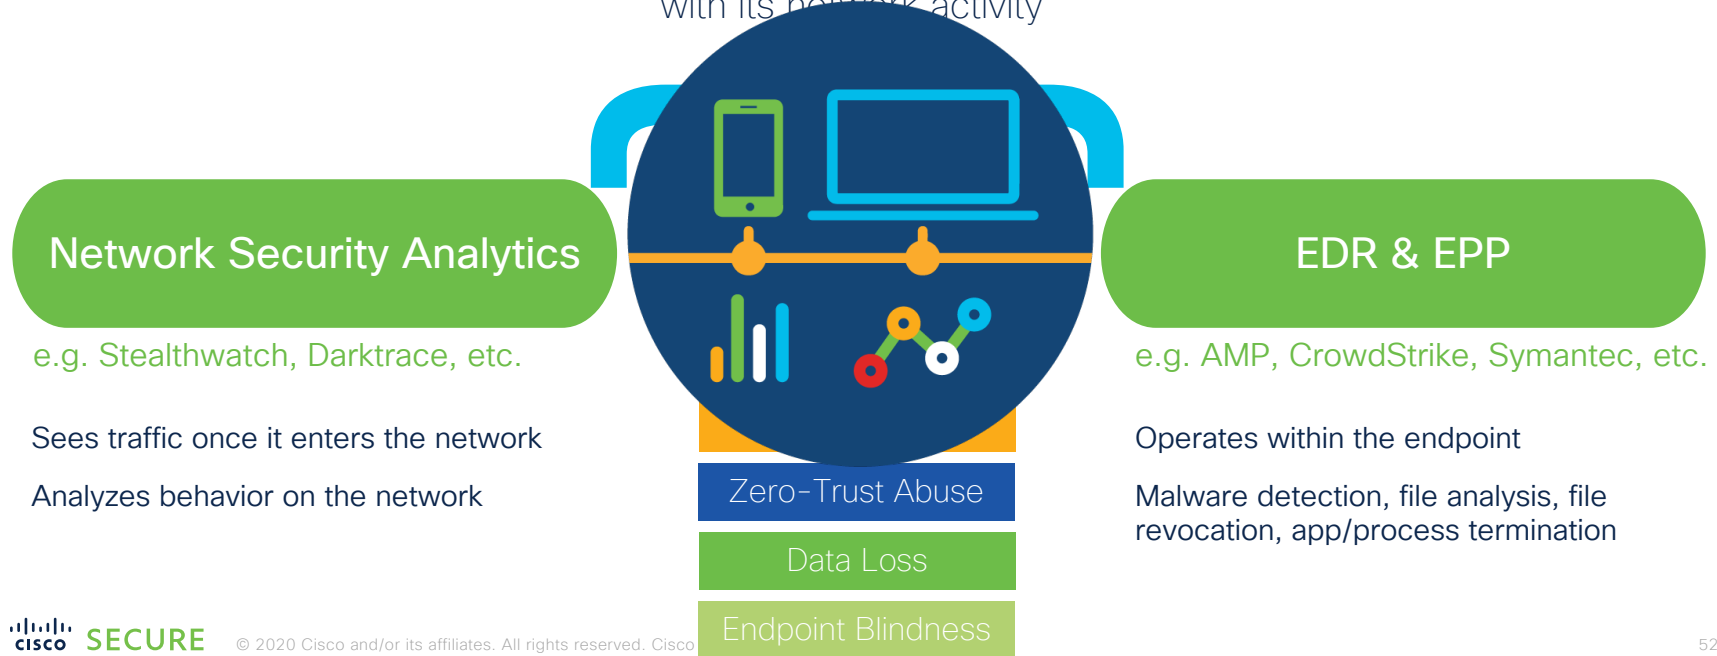 with its network activity
Network Security Analytics
EDR & EPP
e.g. Stealthwatch, Darktrace, etc.
e.g. AMP, CrowdStrike, Symantec, etc.
Sees traffic once it enters the network
Analyzes behavior on the network
Operates within the endpoint
Malware detection, file analysis, file
revocation, app/process termination
Zero-Trust Abuse
Data Loss
Endpoint Blindness
CISCO SECURE
© 2020 Cisco and/or its affiliates. All rights reserved. Cisco
52